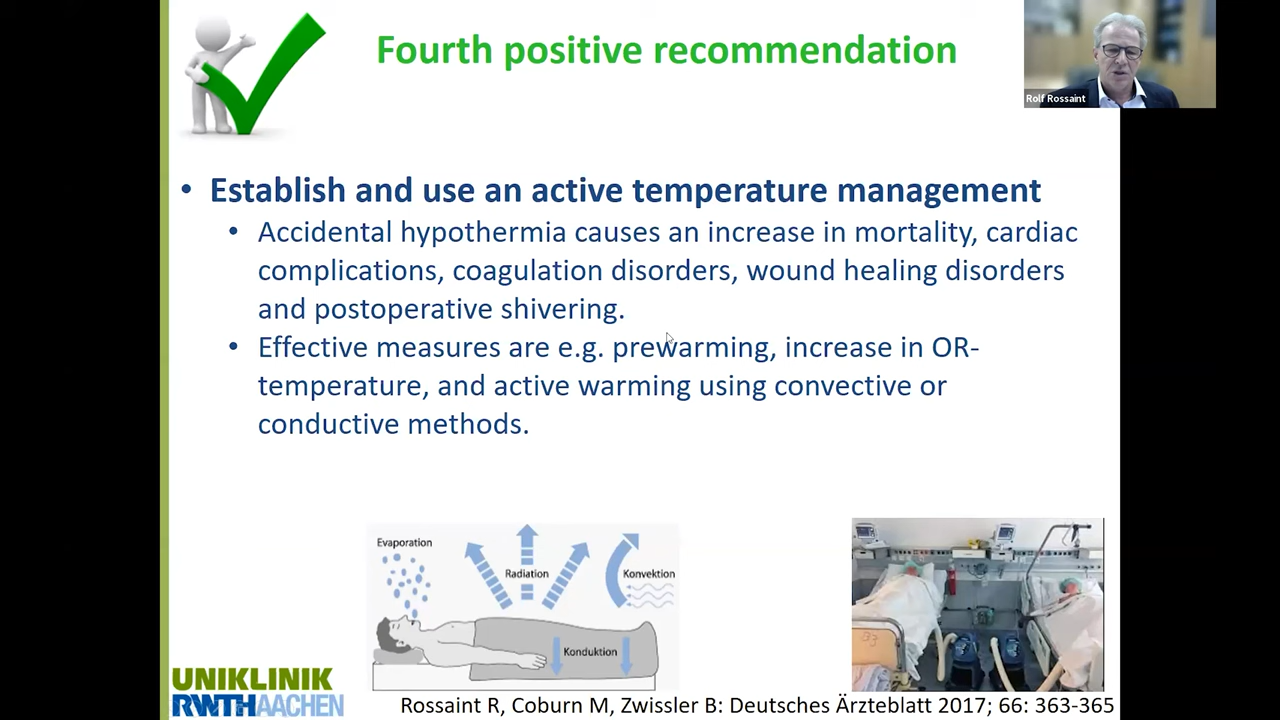 Fourth positive recommendation
Rolf Rossaint
• Establish and use an active temperature management
• Accidental hypothermia causes an increase in mortality, cardiac
complications, coagulation disorders, wound healing disorders
and postoperative shivering.
• Effective measures are e.g. prewarming, increase in OR-
temperature, and active warming using convective or
conductive methods.
Evaporation
Radiation
Konvektion
Konduktion
UNIKLINIK
RWTHAACHEN
Rossaint R, Coburn M, Zwissler B: Deutsches Ärzteblatt 2017; 66: 363-365